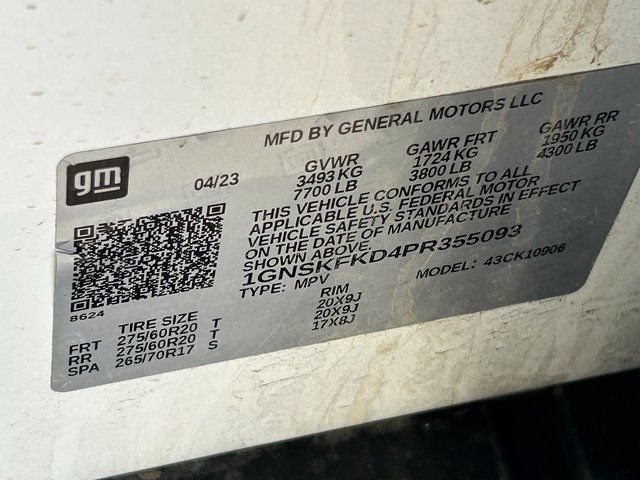 MFD BY GENERAL MOTORS LLC
gm
04/23
GVWR GAWR FRT GAWR RR
3493 KG 1724 KG 1950 KG
7700 LB 3800 LB 4300 LB
THIS VEHICLE CONFORMS TO ALL
APPLICABLE U.S. FEDERAL MOTOR
VEHICLE SAFETY STANDARDS IN EFFECT
ON THE DATE OF MANUFACTURE
SHOWN ABOVE.
1GNSKFKD4PR355093
TYPE: MPV MODEL: 43CK10906
8624
TIRE SIZE RIM
FRT 275/60R20 T 20X9J
RR 275/60R20 T 20X9J
SPA 265/70R17 S 17X8J